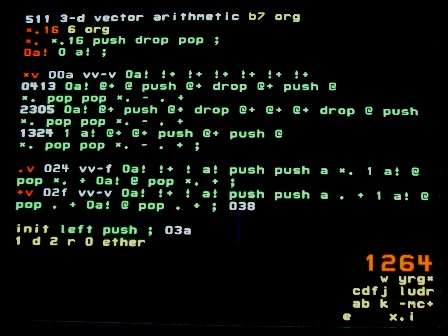 511 3-d vector arithmetic b7 org
*.16 6 org
*. *.16 push drop pop ;
0a! 0 a! ;
*v 00a vv-v 0a! !+ !+ !+ !+ !+ !+
0413 0a! @+ @ push @+ drop @+ push @
*. pop pop *. - . +
2305 0a! @+ drop push @+ drop @+ @+ drop @ push
*. pop pop *. - . +
1324 1 a! @+ push @+ push @
*. pop pop *. - . + ;
.v 024 vv-f 0a! !+ ! a! push push a *. 1 a! @
pop *. + 0a! @ pop *. + ;
+v 02f vv-v 0a! !+ ! a! push push a . + 1 a! @
pop . + 0a! @ pop . + ; 038
init left push ; 03a
1 d 2 r 0 ether
1264
w yrg*
cdfj ludr
ab k -mc+
e x.i